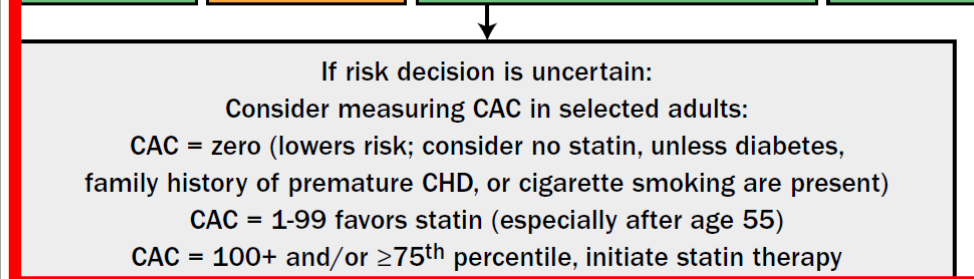 If risk decision is uncertain:
Consider measuring CAC in selected adults:
CAC = zero (lowers risk; consider no statin, unless diabetes,
family history of premature CHD, or cigarette smoking are present)
CAC = 1-99 favors statin (especially after age 55)
CAC = 100+ and/or ≥75th percentile, initiate statin therapy